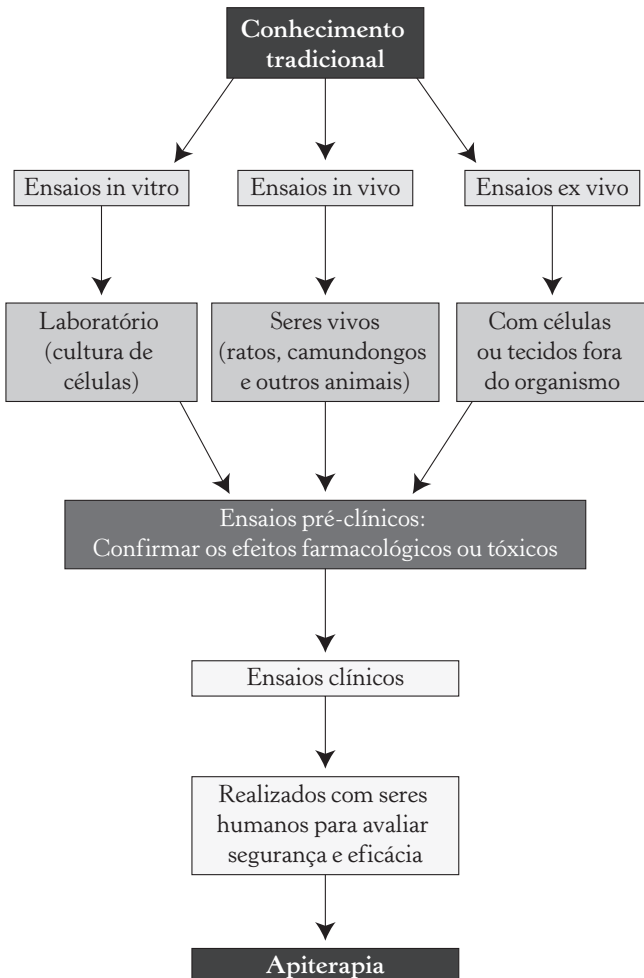 Conhecimento
tradicional
Ensaios in vitro
Ensaios in vivo
Ensaios ex vivo
Laboratório
(cultura de
células)
Seres vivos
(ratos, camundongos
e outros animais)
Com células
ou tecidos fora
do organismo
Ensaios pré-clínicos:
Confirmar os efeitos farmacológicos ou tóxicos
Ensaios clínicos
Realizados com seres
humanos para avaliar
segurança e eficácia
Apiterapia